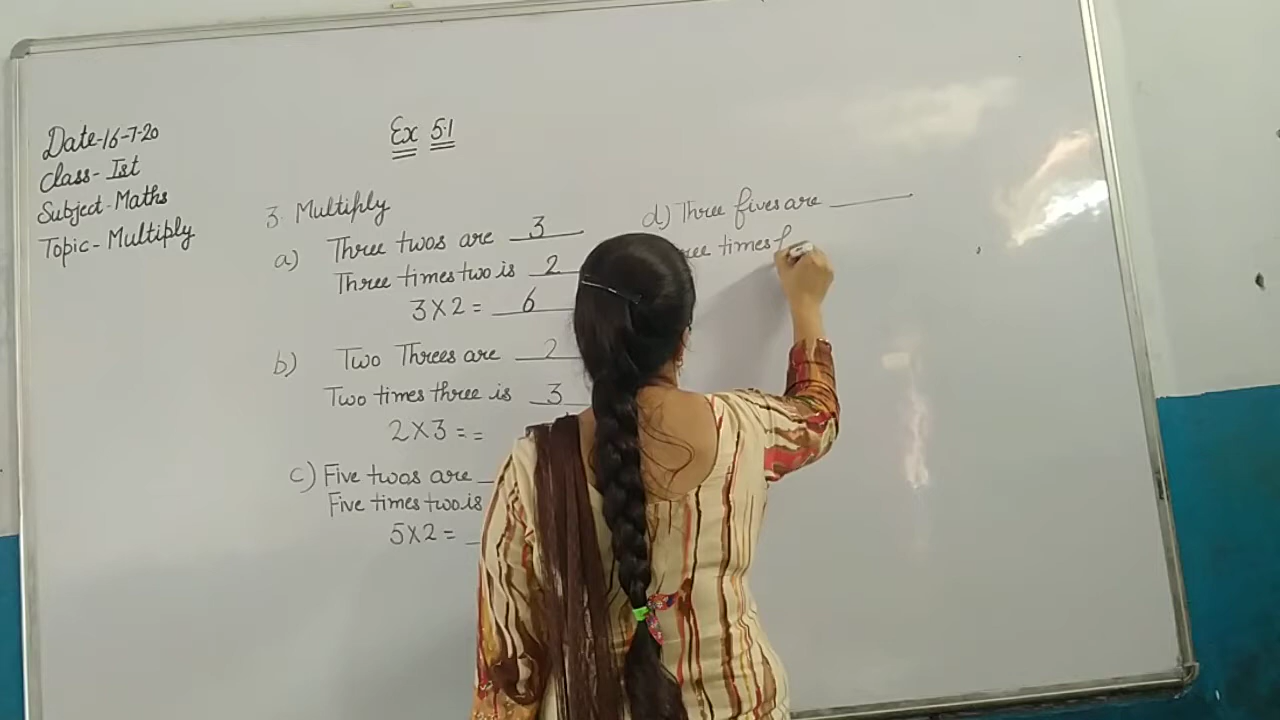 Date-16-7-20
Class- Ist
Subject-Maths
Topic- Multiply
Ex 5.1
3. Multiply
a) Three twos are 3
Three times two is 2
3X2 = 6
b) Two Threes are 2
Two times three is 3
2X3 = =
c) Five twos are
Five times two is
5X2 =
d) Three fives are
times f